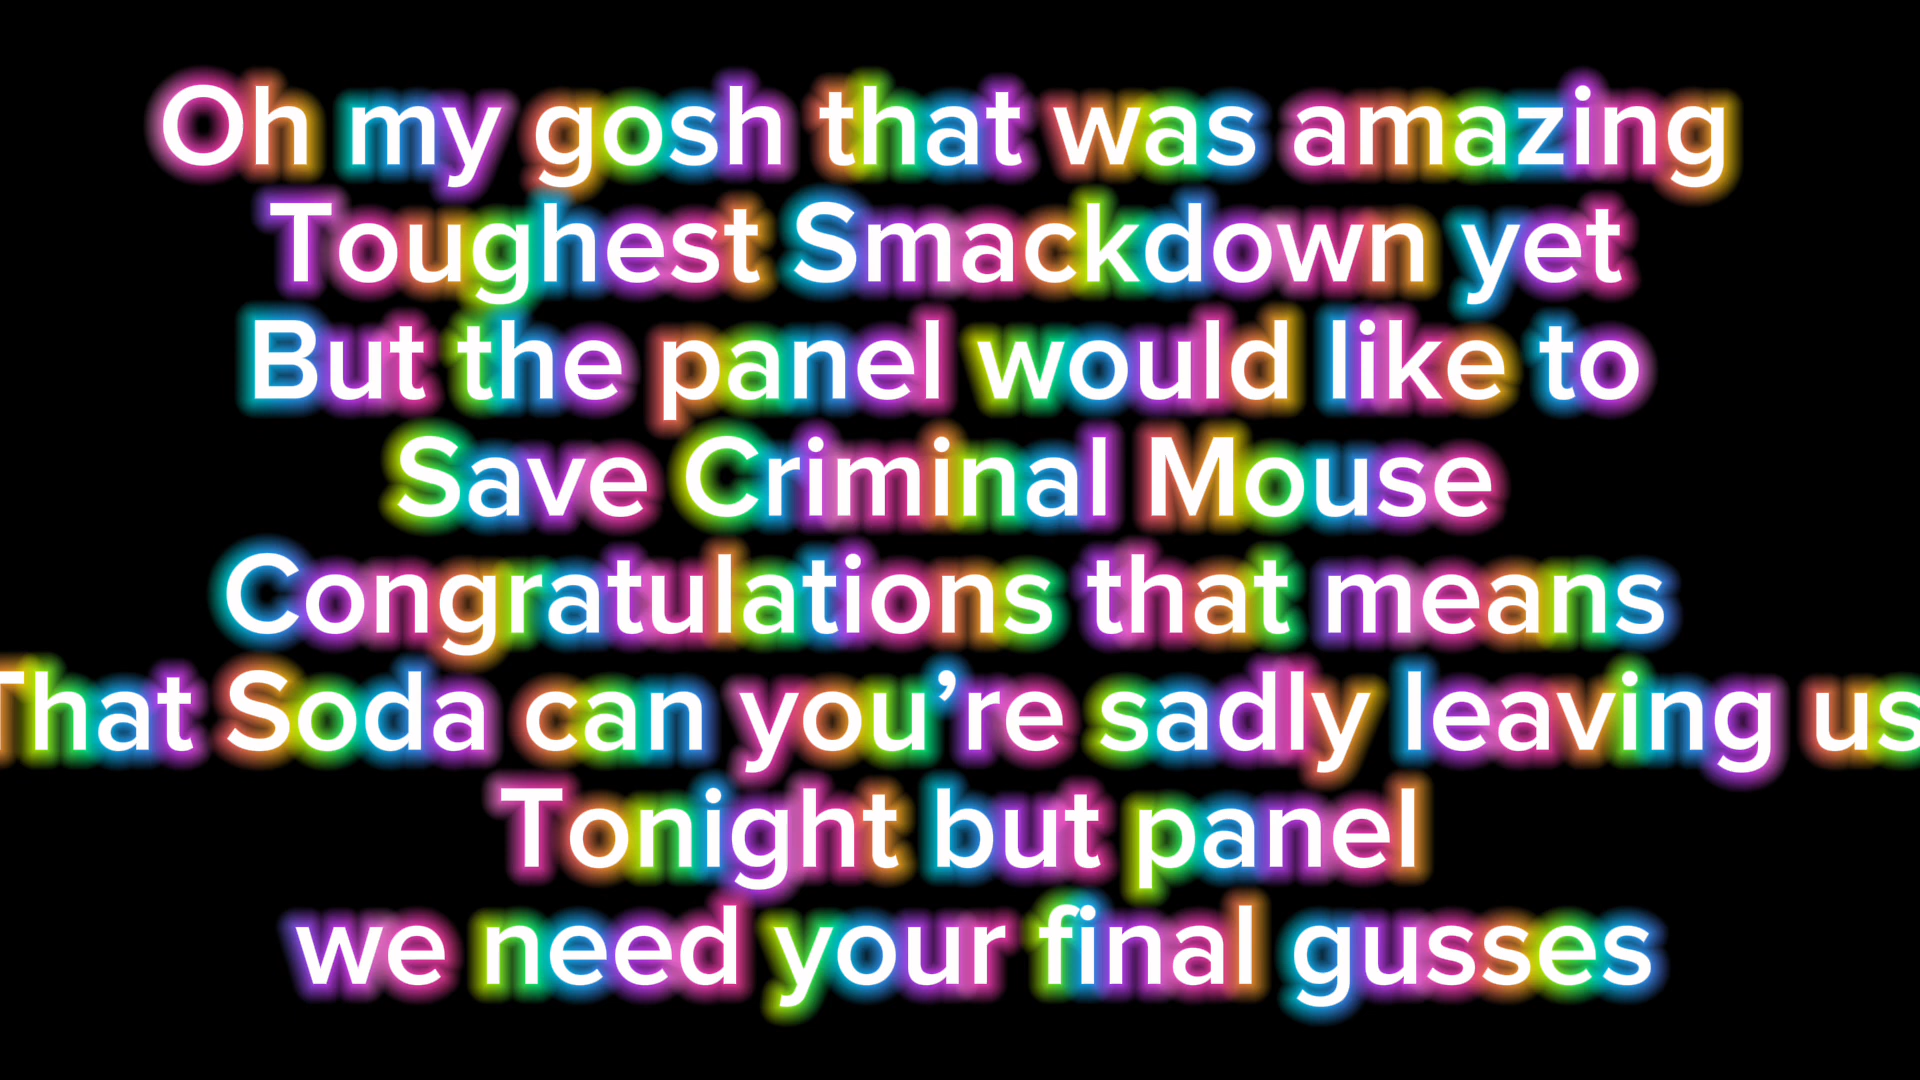 Oh my gosh that was amazing
Toughest Smackdown yet
But the panel would like to
Save Criminal Mouse
Congratulations that means
That Soda can you’re sadly leaving us
Tonight but panel
we need your final gusses